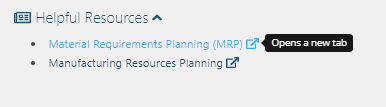 Helpful Resources
Material Requirements Planning (MRP) Opens a new tab
Manufacturing Resources Planning